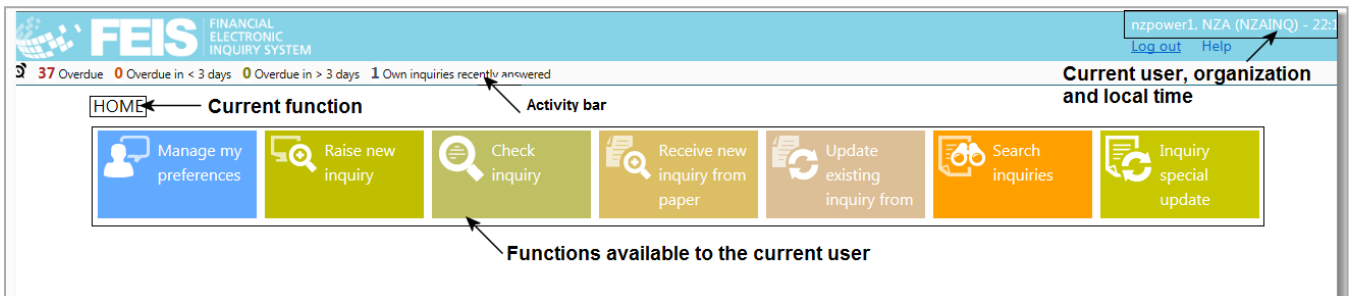 FEIS
FINANCIAL
ELECTRONIC
INQUIRY SYSTEM
nzpower1, NZA (NZAINQ) - 22:1
Log out Help
37 Overdue 0 Overdue in < 3 days 0 Overdue in > 3 days 1 Own inquiries recently answered
Current user, organization
and local time
HOME
Current function
Activity bar
Manage my
preferences
Raise new
inquiry
Check
inquiry
Receive new
inquiry from
paper
Update
existing
inquiry from
Search
inquiries
Inquiry
special
update
Functions available to the current user